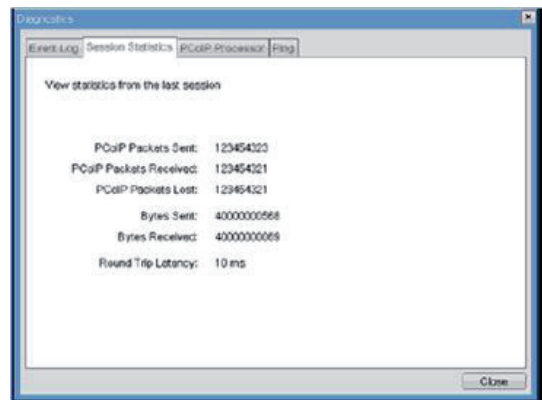 Diagnostics
Event Log Session Statistics PCoIP Processor Ping
View statistics from the last session
PCoIP Packets Sent: 123454323
PCoIP Packets Received: 123454321
PCoIP Packets Lost: 123454321
Bytes Sent: 40000000568
Bytes Received: 40000000069
Round Trip Latency: 10 ms
Close